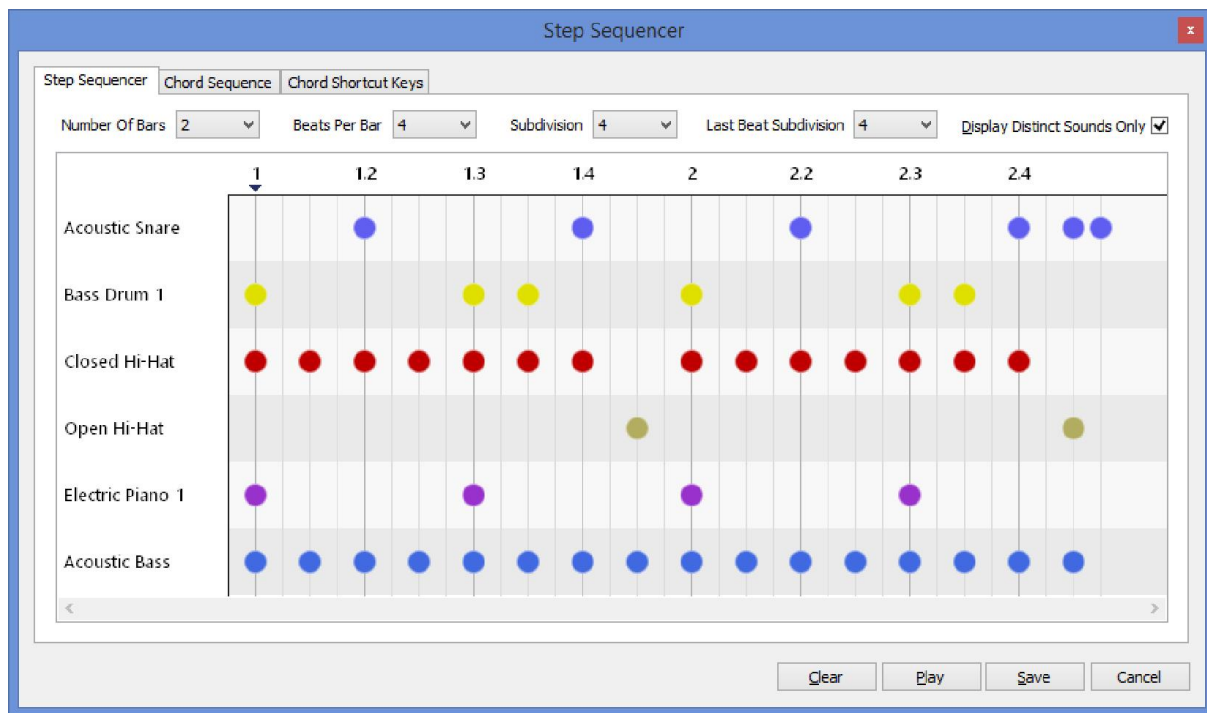 Step Sequencer
x
Step Sequencer Chord Sequence Chord Shortcut Keys
Number Of Bars 2 Beats Per Bar 4 Subdivision 4 Last Beat Subdivision 4 Display Distinct Sounds Only
1 1.2 1.3 1.4 2 2.2 2.3 2.4
Acoustic Snare
Bass Drum 1
Closed Hi-Hat
Open Hi-Hat
Electric Piano 1
Acoustic Bass
Clear Play Save Cancel